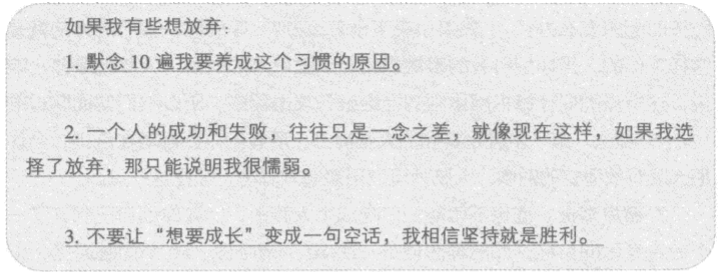 如果我有些想放弃：
1. 默念 10 遍我要养成这个习惯的原因。
2. 一个人的成功和失败，往往只是一念之差，就像现在这样，如果我选
择了放弃，那只能说明我很懦弱。
3. 不要让“想要成长”变成一句空话，我相信坚持就是胜利。